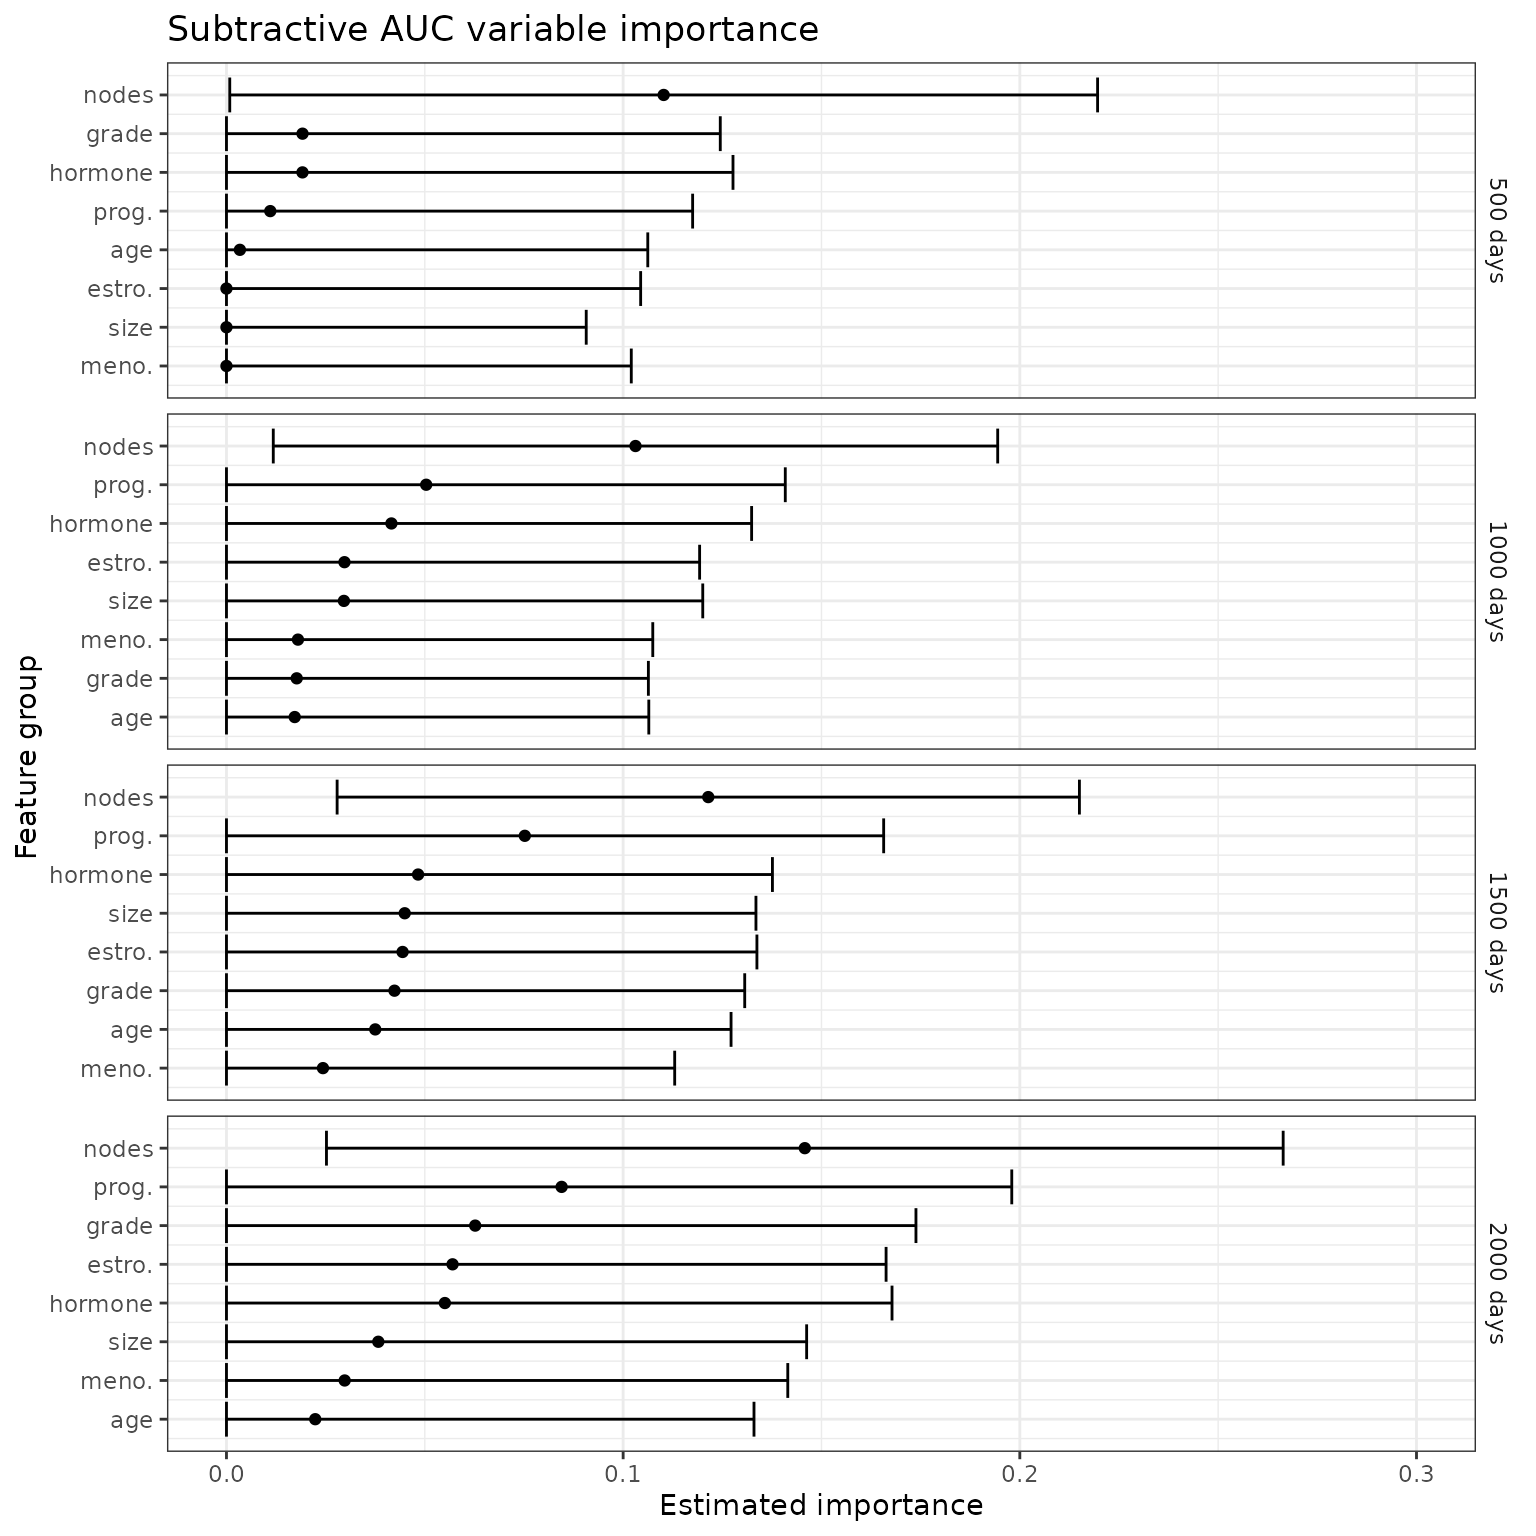 Subtractive AUC variable importance
nodes
grade
hormone
prog.
age
estro.
size
meno.
500 days
nodes
prog.
hormone
estro.
size
meno.
grade
age
1000 days
nodes
prog.
hormone
size
estro.
grade
age
meno.
1500 days
nodes
prog.
grade
estro.
hormone
size
meno.
age
2000 days
Feature group
0.0 0.1 0.2 0.3
Estimated importance